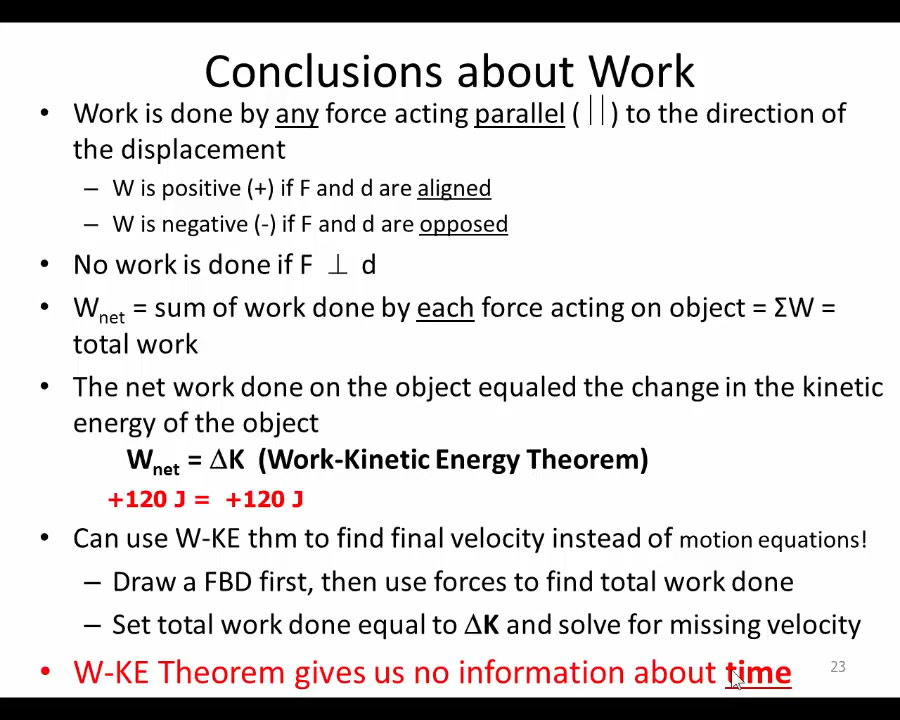 Conclusions about Work
• Work is done by any force acting parallel ( || ) to the direction of
the displacement
– W is positive (+) if F and d are aligned
– W is negative (-) if F and d are opposed
• No work is done if F ⊥ d
• Wnet = sum of work done by each force acting on object = ΣW =
total work
• The net work done on the object equaled the change in the kinetic
energy of the object
Wnet = ΔK (Work-Kinetic Energy Theorem)
+120 J = +120 J
• Can use W-KE thm to find final velocity instead of motion equations!
– Draw a FBD first, then use forces to find total work done
– Set total work done equal to ΔK and solve for missing velocity
• W-KE Theorem gives us no information about time
23